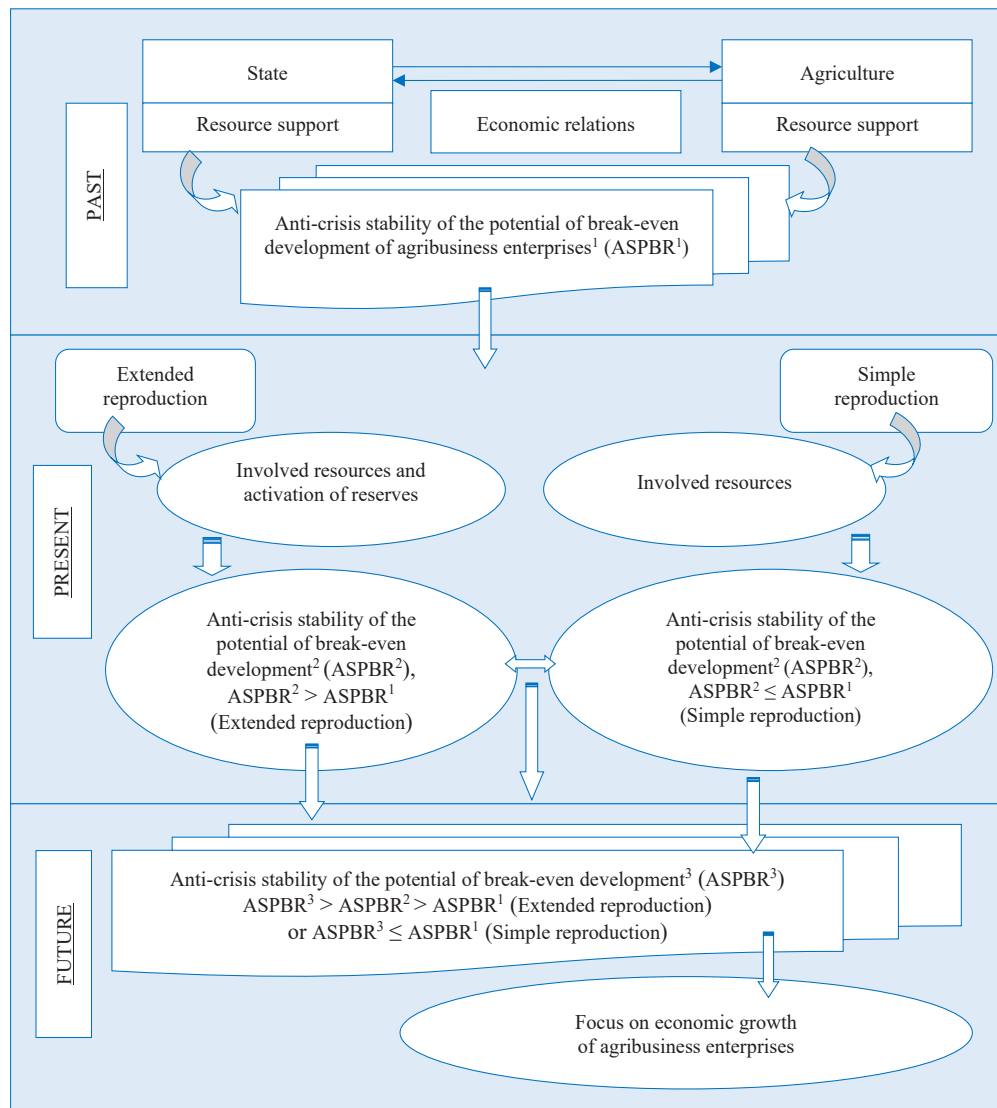 PAST
State
Agriculture
Resource support
Economic relations
Resource support
Anti-crisis stability of the potential of break-even
development of agribusiness enterprises¹ (ASPBR¹)
PRESENT
Extended
reproduction
Simple
reproduction
Involved resources and
activation of reserves
Involved resources
Anti-crisis stability of the
potential of break-even
development² (ASPBR²),
ASPBR² > ASPBR¹
(Extended reproduction)
Anti-crisis stability of the
potential of break-even
development² (ASPBR²),
ASPBR² ≤ ASPBR¹
(Simple reproduction)
FUTURE
Anti-crisis stability of the potential of break-even development³ (ASPBR³)
ASPBR³ > ASPBR² > ASPBR¹ (Extended reproduction)
or ASPBR³ ≤ ASPBR¹ (Simple reproduction)
Focus on economic growth
of agribusiness enterprises